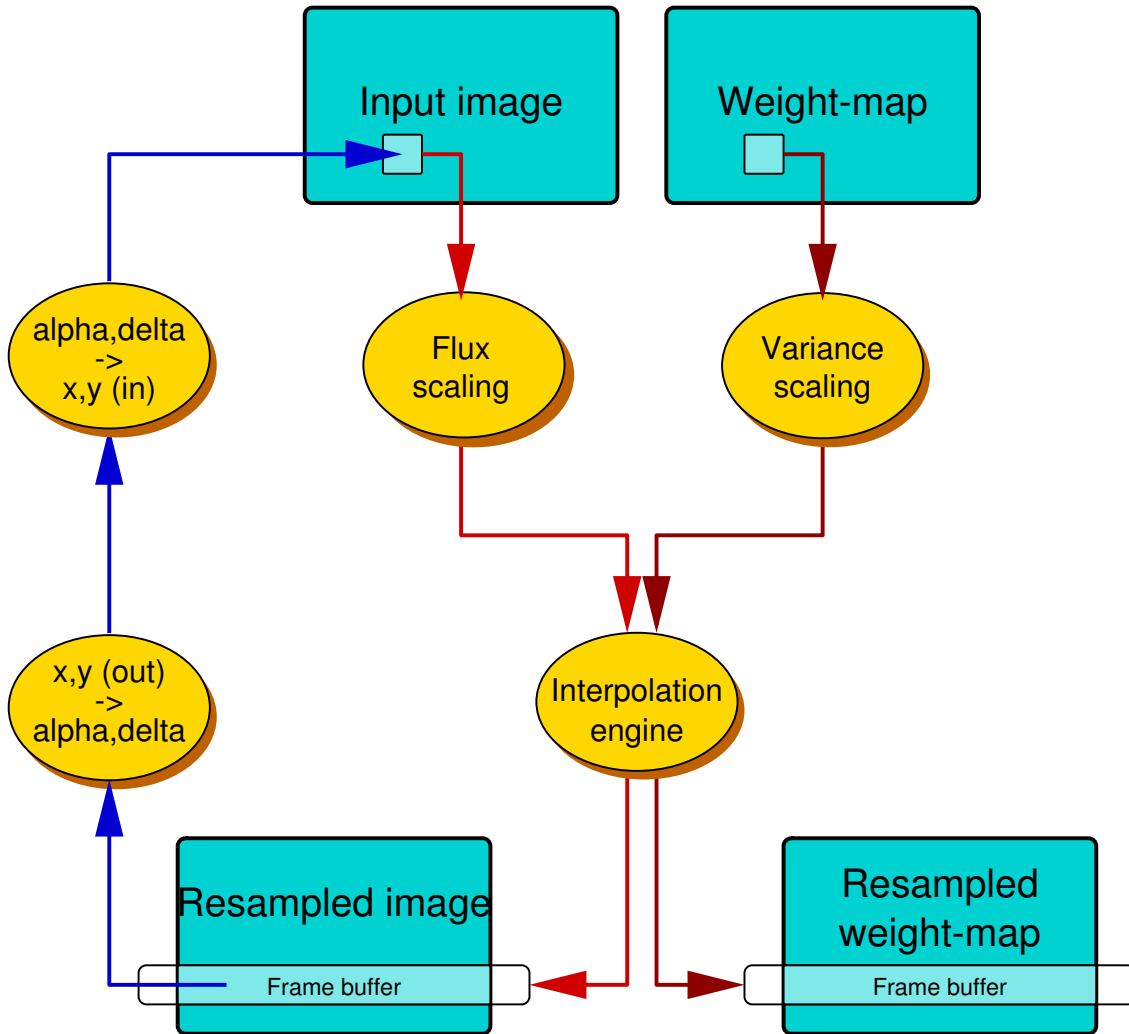 Input image
Weight-map
alpha,delta
->
x,y (in)
Flux
scaling
Variance
scaling
x,y (out)
->
alpha,delta
Interpolation
engine
Resampled image
Frame buffer
Resampled
weight-map
Frame buffer